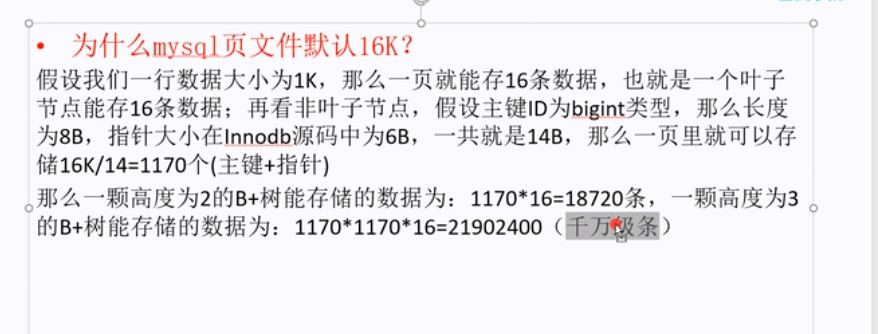 • 为什么mysql页文件默认16K？
假设我们一行数据大小为1K，那么一页就能存16条数据，也就是一个叶子
节点能存16条数据；再看非叶子节点，假设主键ID为bigint类型，那么长度
为8B，指针大小在Innodb源码中为6B，一共就是14B，那么一页里就可以存
储16K/14=1170个(主键+指针)
那么一颗高度为2的B+树能存储的数据为：1170*16=18720条，一颗高度为3
的B+树能存储的数据为：1170*1170*16=21902400（千万级条）